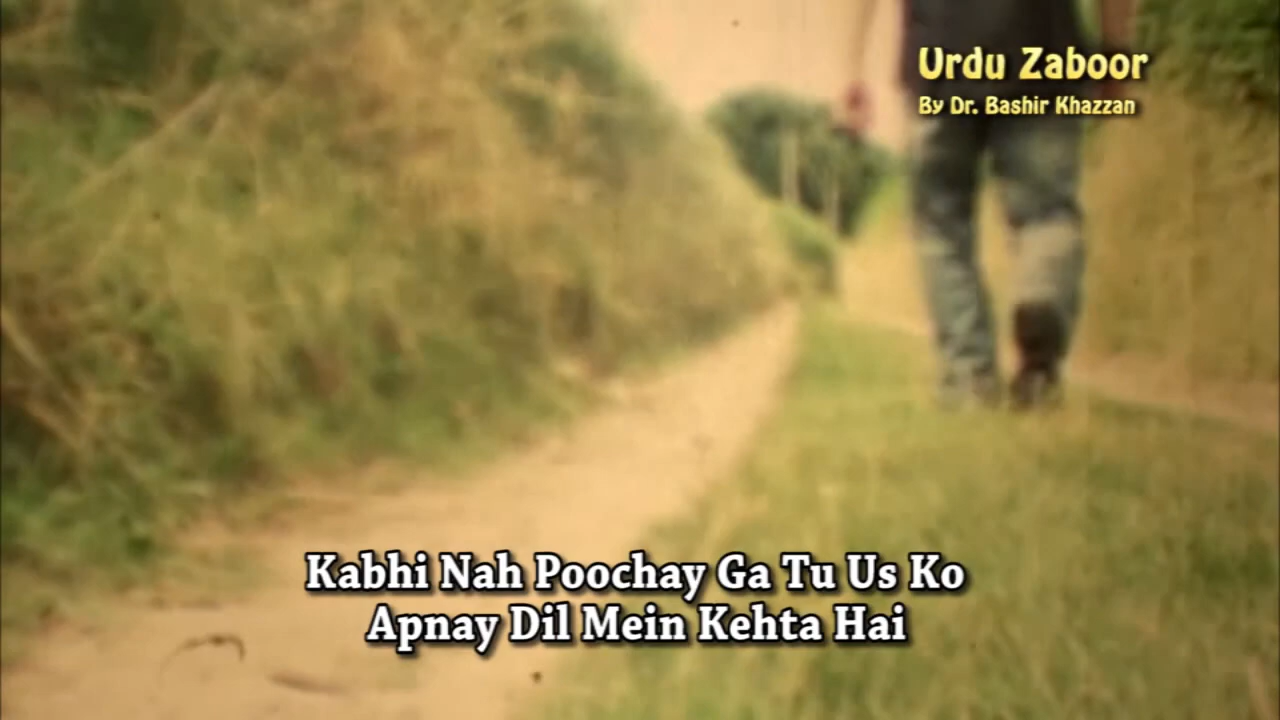 Urdu Zaboor
By Dr. Bashir Khazzan
Kabhi Nah Poochay Ga Tu Us Ko
Apnay Dil Mein Kehta Hai